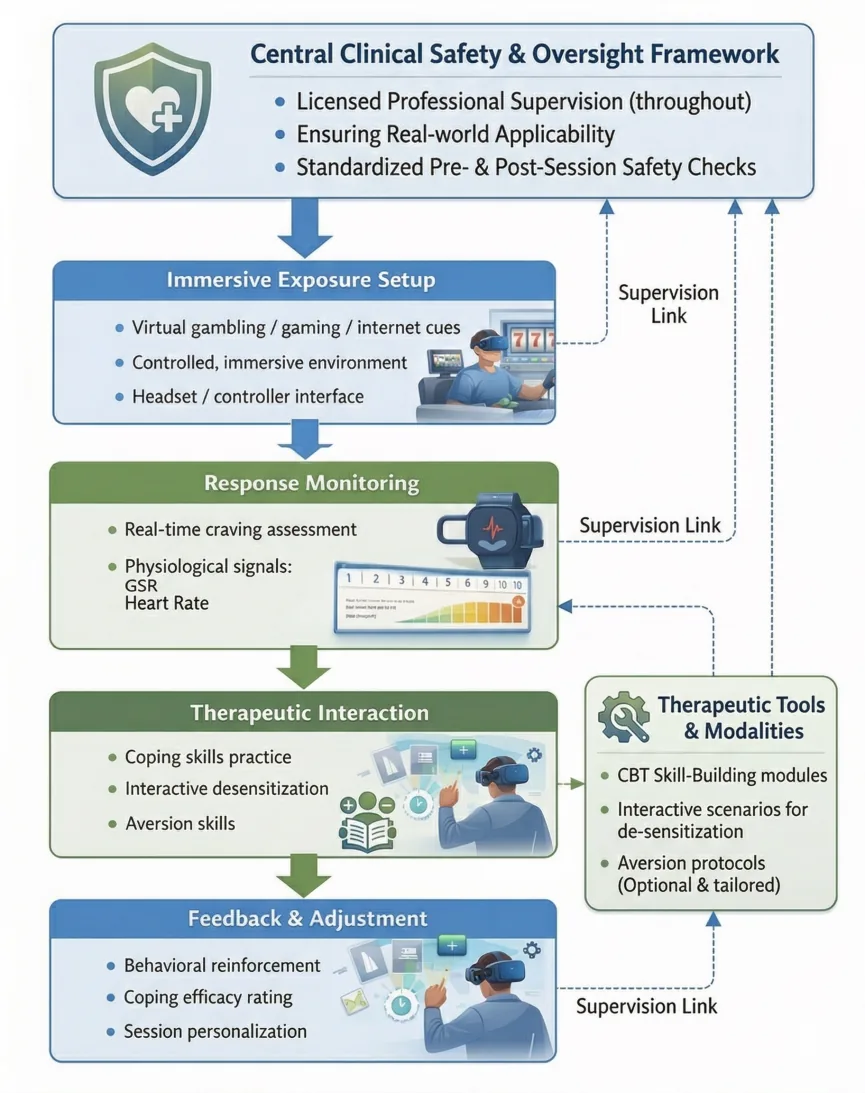 Central Clinical Safety & Oversight Framework
Licensed Professional Supervision (throughout)
Ensuring Real-world Applicability
Standardized Pre- & Post-Session Safety Checks
Immersive Exposure Setup
Virtual gambling / gaming / internet cues
Controlled, immersive environment
Headset / controller interface
777
Supervision
Link
Response Monitoring
Real-time craving assessment
Physiological signals:
GSR
Heart Rate
1 | 2 | 3 | 4 | 5 | 6 | 9 | 10 10
Supervision Link
Therapeutic Interaction
Coping skills practice
Interactive desensitization
Aversion skills
Therapeutic Tools
& Modalities
CBT Skill-Building modules
Interactive scenarios for
de-sensitization
Aversion protocols
(Optional & tailored)
Feedback & Adjustment
Behavioral reinforcement
Coping efficacy rating
Session personalization
Supervision Link